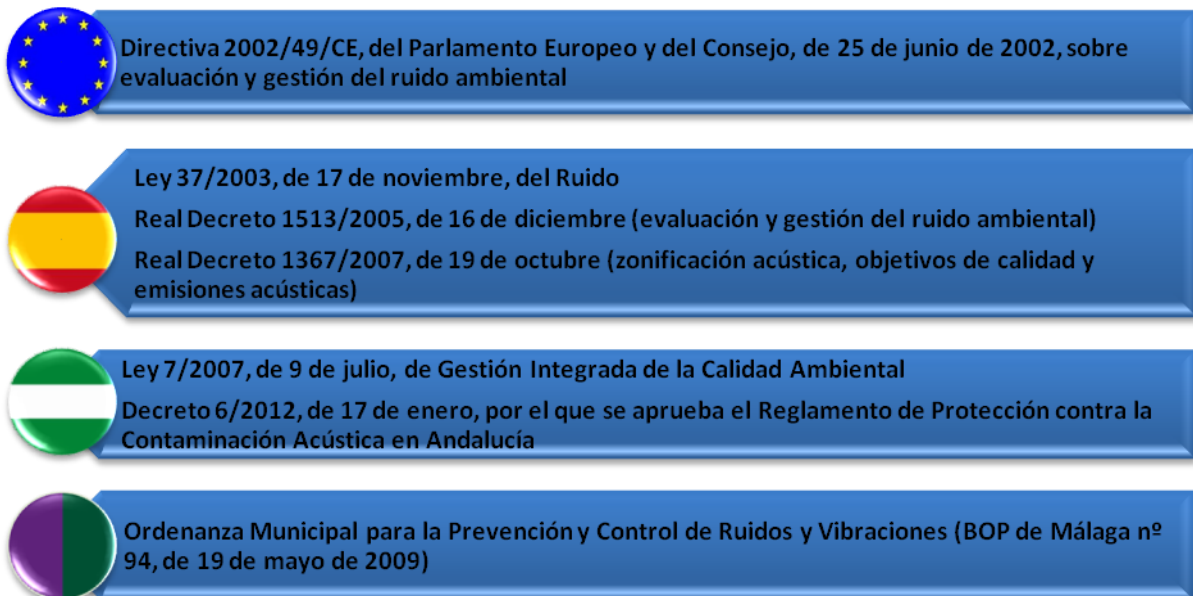 Directiva 2002/49/CE, del Parlamento Europeo y del Consejo, de 25 de junio de 2002, sobre
evaluación y gestión del ruido ambiental
Ley 37/2003, de 17 de noviembre, del Ruido
Real Decreto 1513/2005, de 16 de diciembre (evaluación y gestión del ruido ambiental)
Real Decreto 1367/2007, de 19 de octubre (zonificación acústica, objetivos de calidad y
emisiones acústicas)
Ley 7/2007, de 9 de julio, de Gestión Integrada de la Calidad Ambiental
Decreto 6/2012, de 17 de enero, por el que se aprueba el Reglamento de Protección contra la
Contaminación Acústica en Andalucía
Ordenanza Municipal para la Prevención y Control de Ruidos y Vibraciones (BOP de Málaga nº
94, de 19 de mayo de 2009)